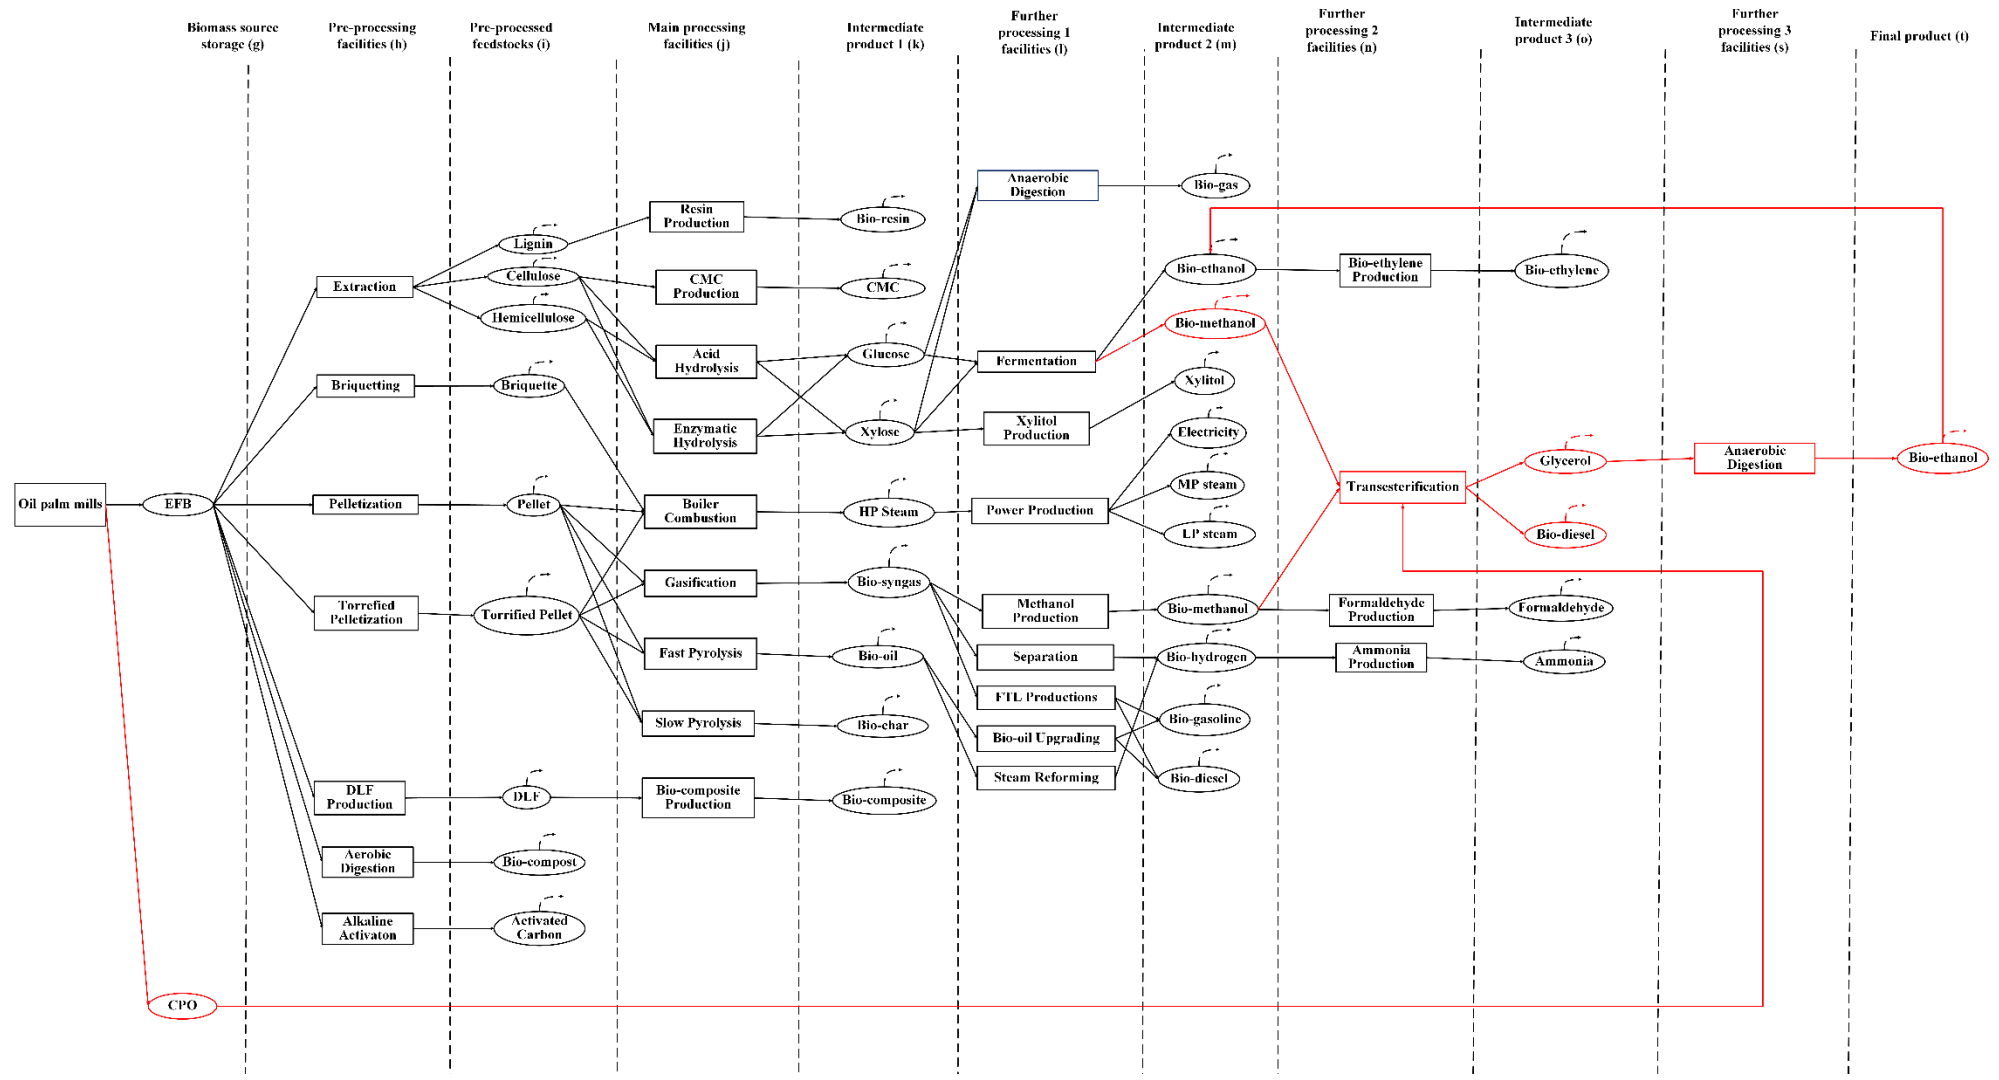 Biomass source
storage (g)
Pre-processing
facilities (h)
Pre-processed
feedstocks (i)
Main processing
facilities (j)
Intermediate
product 1 (k)
Further
processing 1
facilities (l)
Intermediate
product 2 (m)
Further
processing 2
facilities (n)
Intermediate
product 3 (o)
Further
processing 3
facilities (s)
Final product (t)
Oil palm mills
EFB
CPO
Extraction
Briquetting
Pelletization
Torrefied
Pelletization
DLF
Production
Aerobic
Digestion
Alkaline
Activaton
Lignin
Cellulose
Hemicellulose
Briquette
Pellet
Torrified Pellet
DLF
Bio-compost
Activated
Carbon
Resin
Production
CMC
Production
Acid
Hydrolysis
Enzymatic
Hydrolysis
Boiler
Combustion
Gasification
Fast Pyrolysis
Slow Pyrolysis
Bio-composite
Production
Bio-resin
CMC
Glucose
Xylose
HP Steam
Bio-syngas
Bio-oil
Bio-char
Bio-composite
Anaerobic
Digestion
Fermentation
Xylitol
Production
Power Production
Methanol
Production
Separation
FTL Productions
Bio-oil Upgrading
Steam Reforming
Bio-gas
Bio-ethanol
Bio-methanol
Xylitol
Electricity
MP steam
LP steam
Bio-methanol
Bio-hydrogen
Bio-gasoline
Bio-diesel
Bio-ethylene
Production
Transesterification
Formaldehyde
Production
Ammonia
Production
Bio-ethylene
Glycerol
Bio-diesel
Formaldehyde
Ammonia
Anaerobic
Digestion
Bio-ethanol